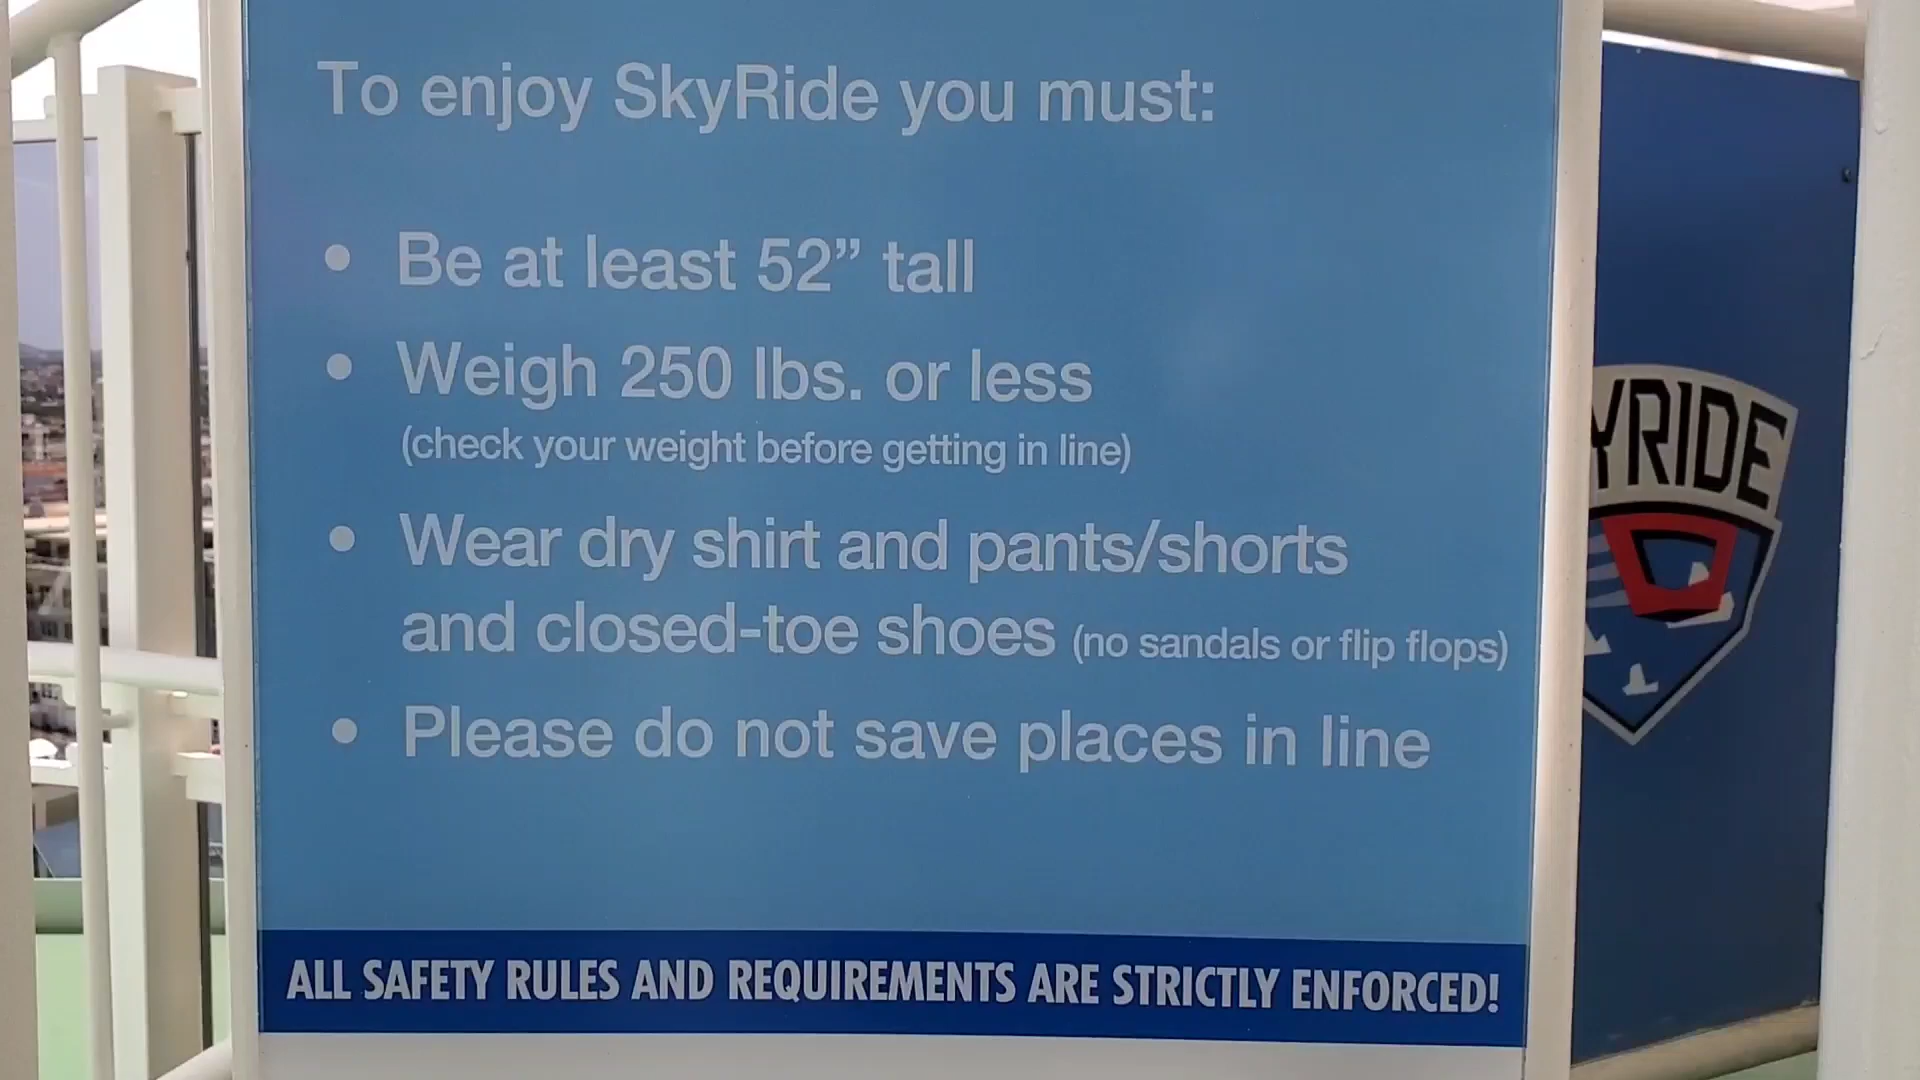 To enjoy SkyRide you must:
• Be at least 52” tall
• Weigh 250 lbs. or less
(check your weight before getting in line)
• Wear dry shirt and pants/shorts
and closed-toe shoes (no sandals or flip flops)
• Please do not save places in line
ALL SAFETY RULES AND REQUIREMENTS ARE STRICTLY ENFORCED!
YRIDE